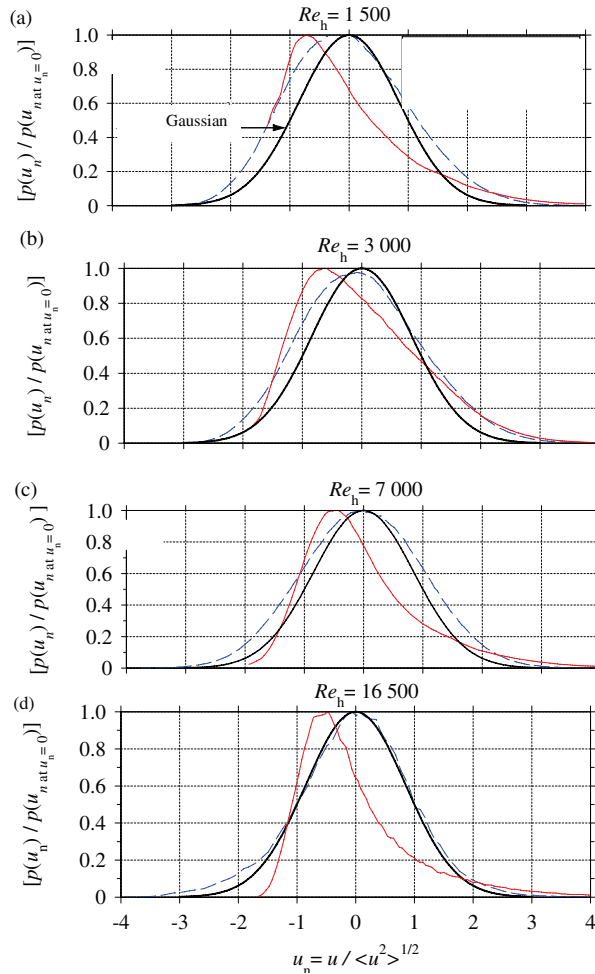 (a)
Re_h = 1 500
[p(u_n) / p(u_n at u_n = 0)]
1.0
0.8
0.6
0.4
0.2
0
Gaussian
(b)
Re_h = 3 000
[p(u_n) / p(u_n at u_n = 0)]
1.0
0.8
0.6
0.4
0.2
0
(c)
Re_h = 7 000
[p(u_n) / p(u_n at u_n = 0)]
1.0
0.8
0.6
0.4
0.2
0
(d)
Re_h = 16 500
[p(u_n) / p(u_n at u_n = 0)]
1.0
0.8
0.6
0.4
0.2
0
-4 -3 -2 -1 0 1 2 3 4
u_n = u / <u²>^1/2